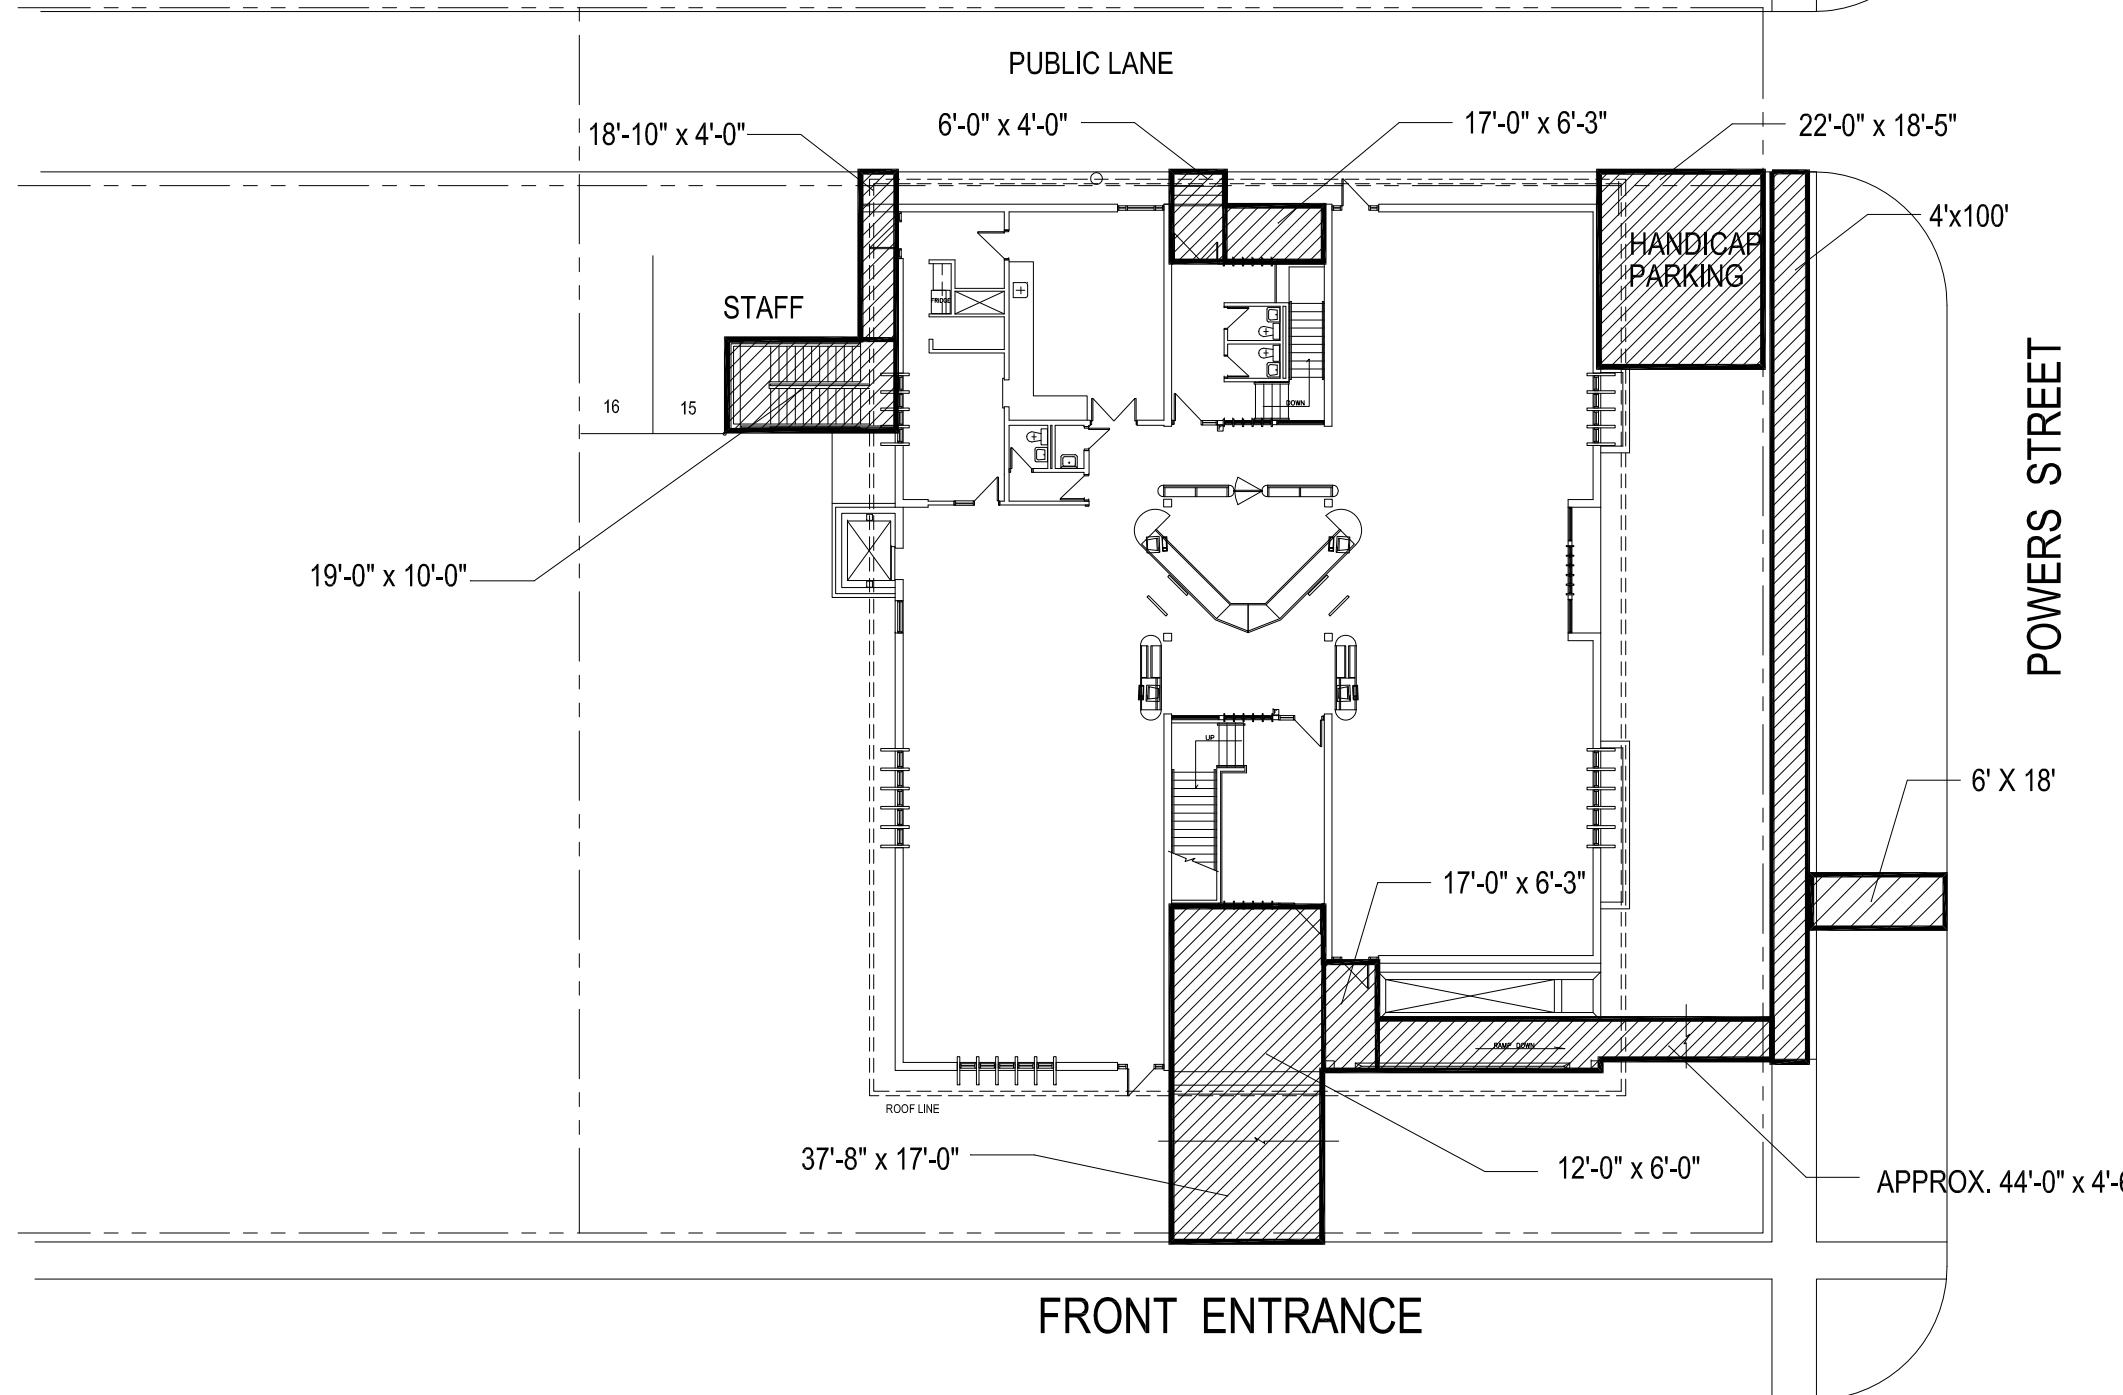 PUBLIC LANE
18'-10" x 4'-0"
6'-0" x 4'-0"
17'-0" x 6'-3"
22'-0" x 18'-5"
4'x100'
HANDICAP
PARKING
STAFF
FRIDGE
16
15
DOWN
POWERS STREET
19'-0" x 10'-0"
UP
6' X 18'
17'-0" x 6'-3"
RAMP DOWN
ROOF LINE
37'-8" x 17'-0"
12'-0" x 6'-0"
APPROX. 44'-0" x 4'-6
FRONT ENTRANCE